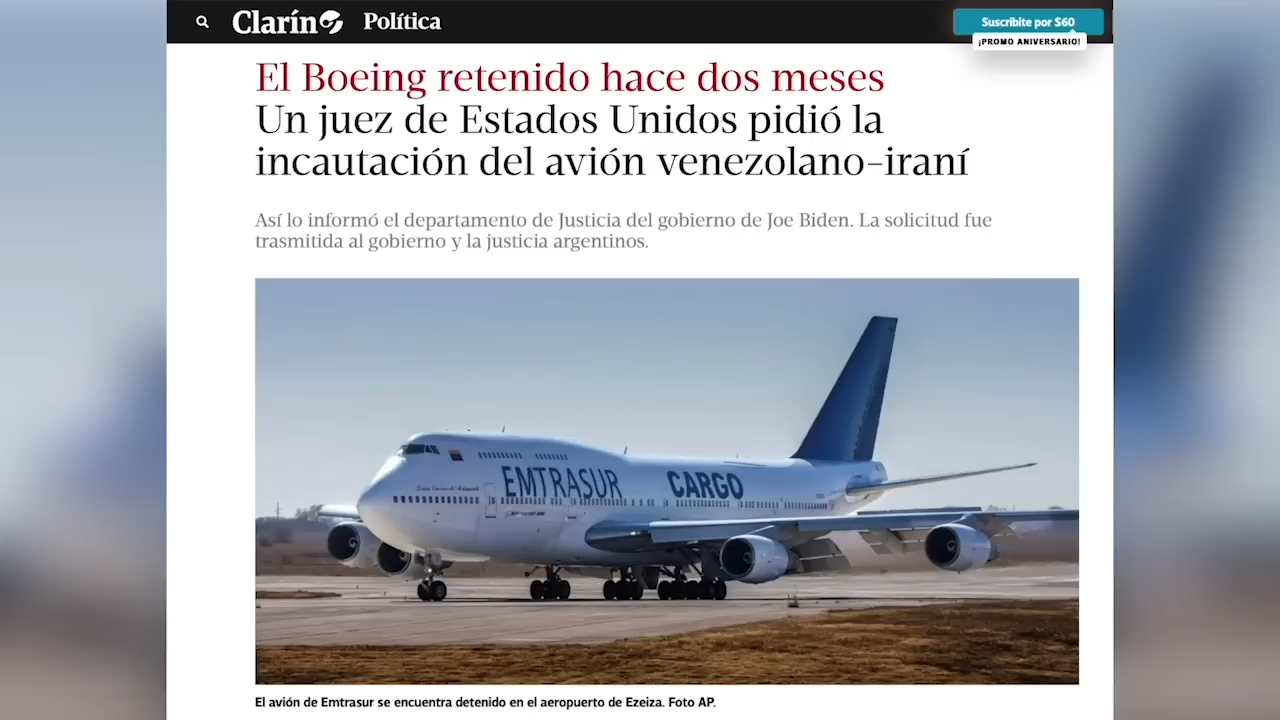 Clarín Política
Suscribite por $60
¡PROMO ANIVERSARIO!
El Boeing retenido hace dos meses
Un juez de Estados Unidos pidió la
incautación del avión venezolano-iraní
Así lo informó el departamento de Justicia del gobierno de Joe Biden. La solicitud fue
trasmitida al gobierno y la justicia argentinos.
EMTRASUR CARGO
El avión de Emtrasur se encuentra detenido en el aeropuerto de Ezeiza. Foto AP.